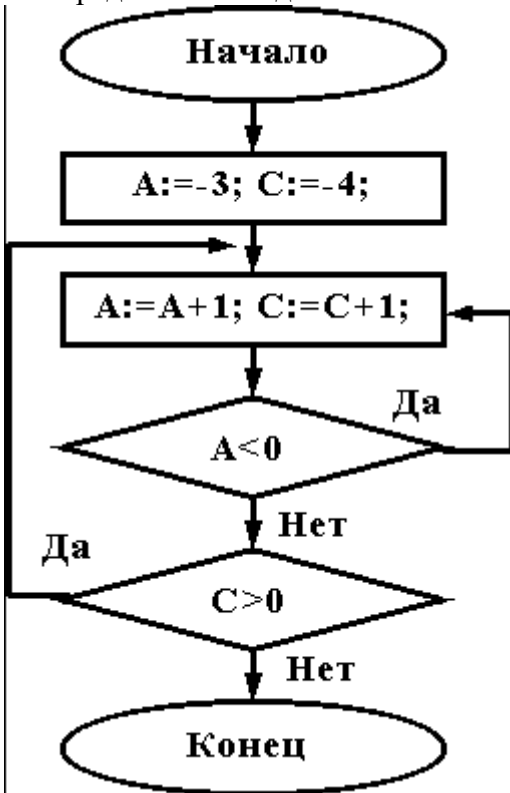 Начало
A:=-3; C:=-4;
A:=A+1; C:=C+1;
Да
A<0
Нет
Да
C>0
Нет
Конец